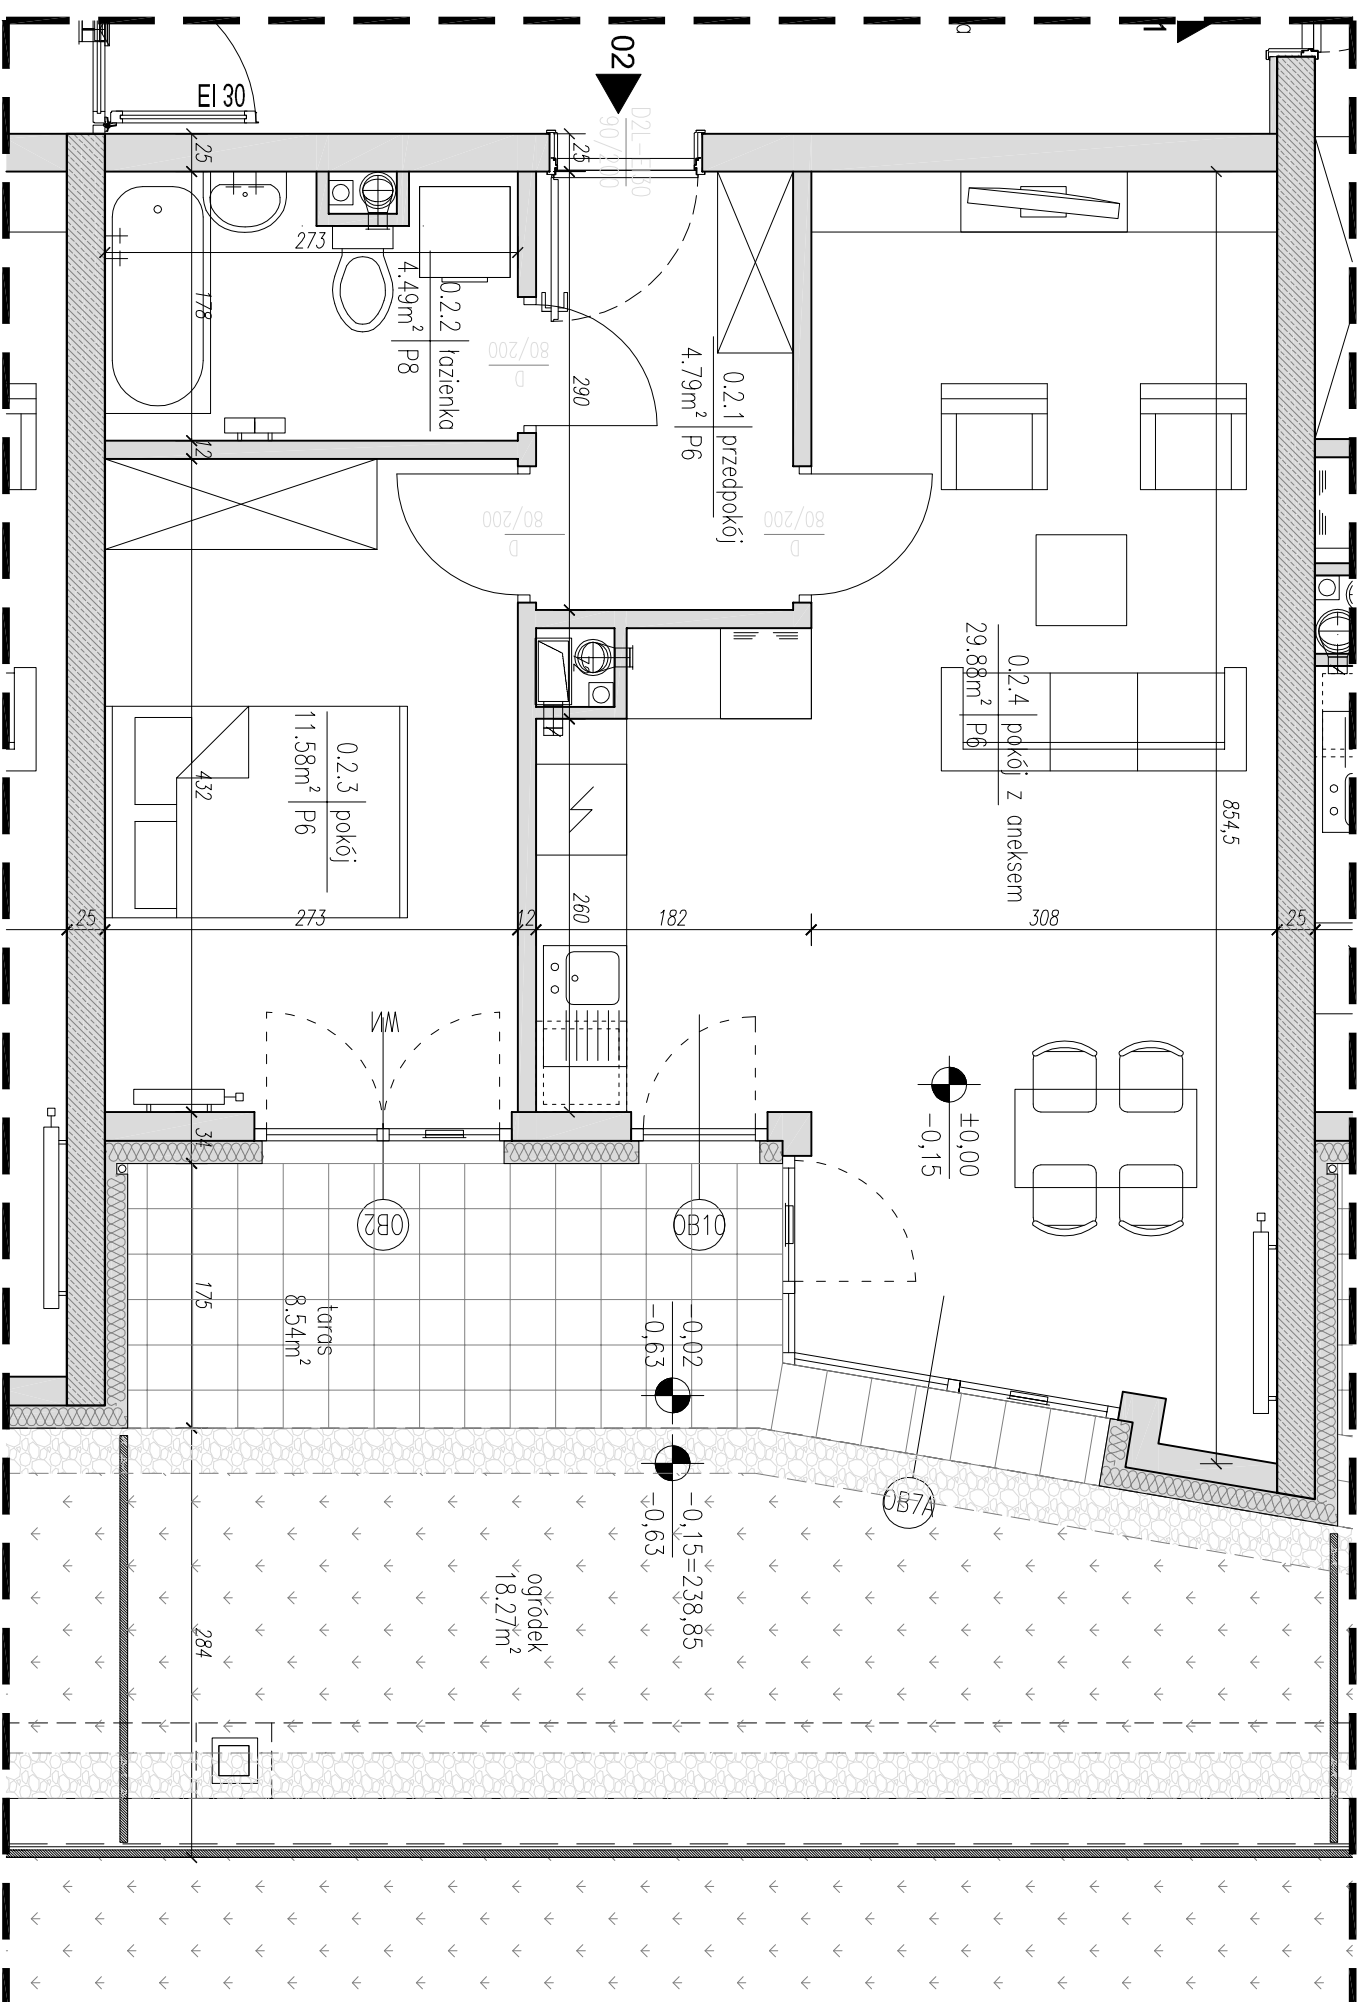 EI 30
02
D2L-EI30
90/200
25
25
273
178
0.2.2 łazienka
4.49m² P8
80/200
D
290
0.2.1 przedpokój
4.79m² P6
12
80/200
D
80/200
D
0.2.4 pokój z aneksem
29.88m² P6
0.2.3 pokój
11.58m² P6
432
854,5
260
25
273
12
182
308
25
WN
±0,00
-0,15
34
OB2
OB10
175
taras
8.54m²
-0,02
-0,63
OB7A
-0,15=238,85
-0,63
ogródek
18.27m²
284